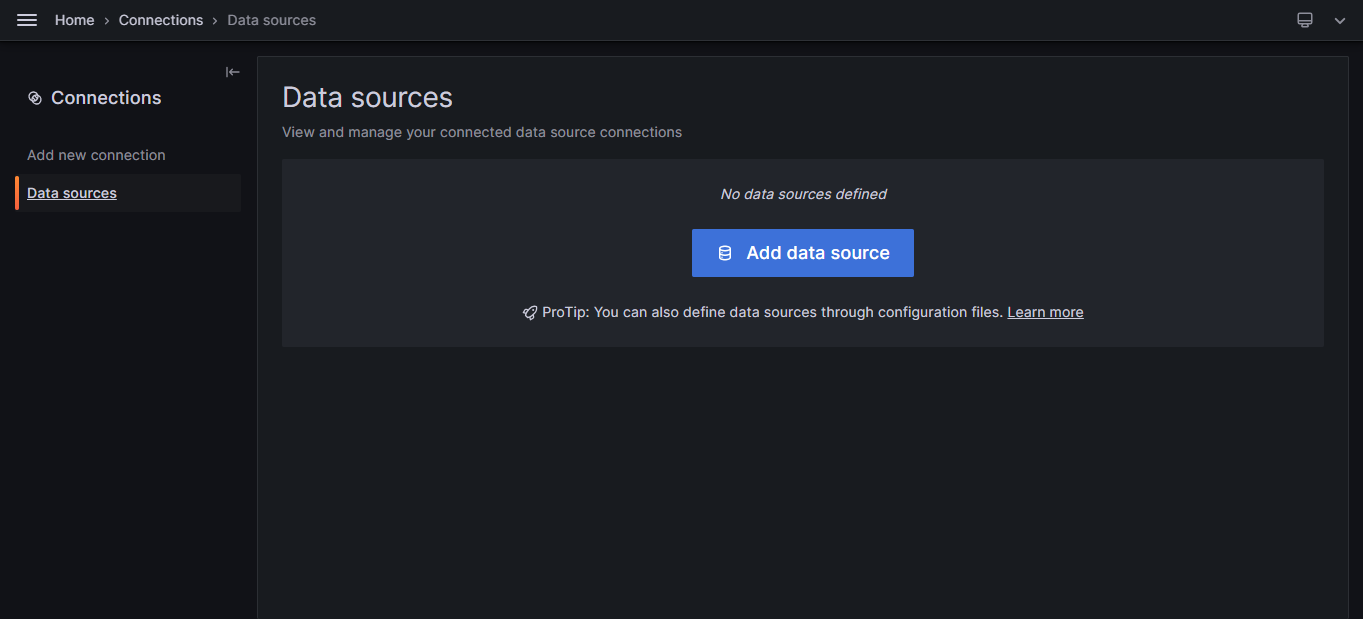 Home › Connections › Data sources
Connections
Add new connection
Data sources
Data sources
View and manage your connected data source connections
No data sources defined
Add data source
ProTip: You can also define data sources through configuration files. Learn more